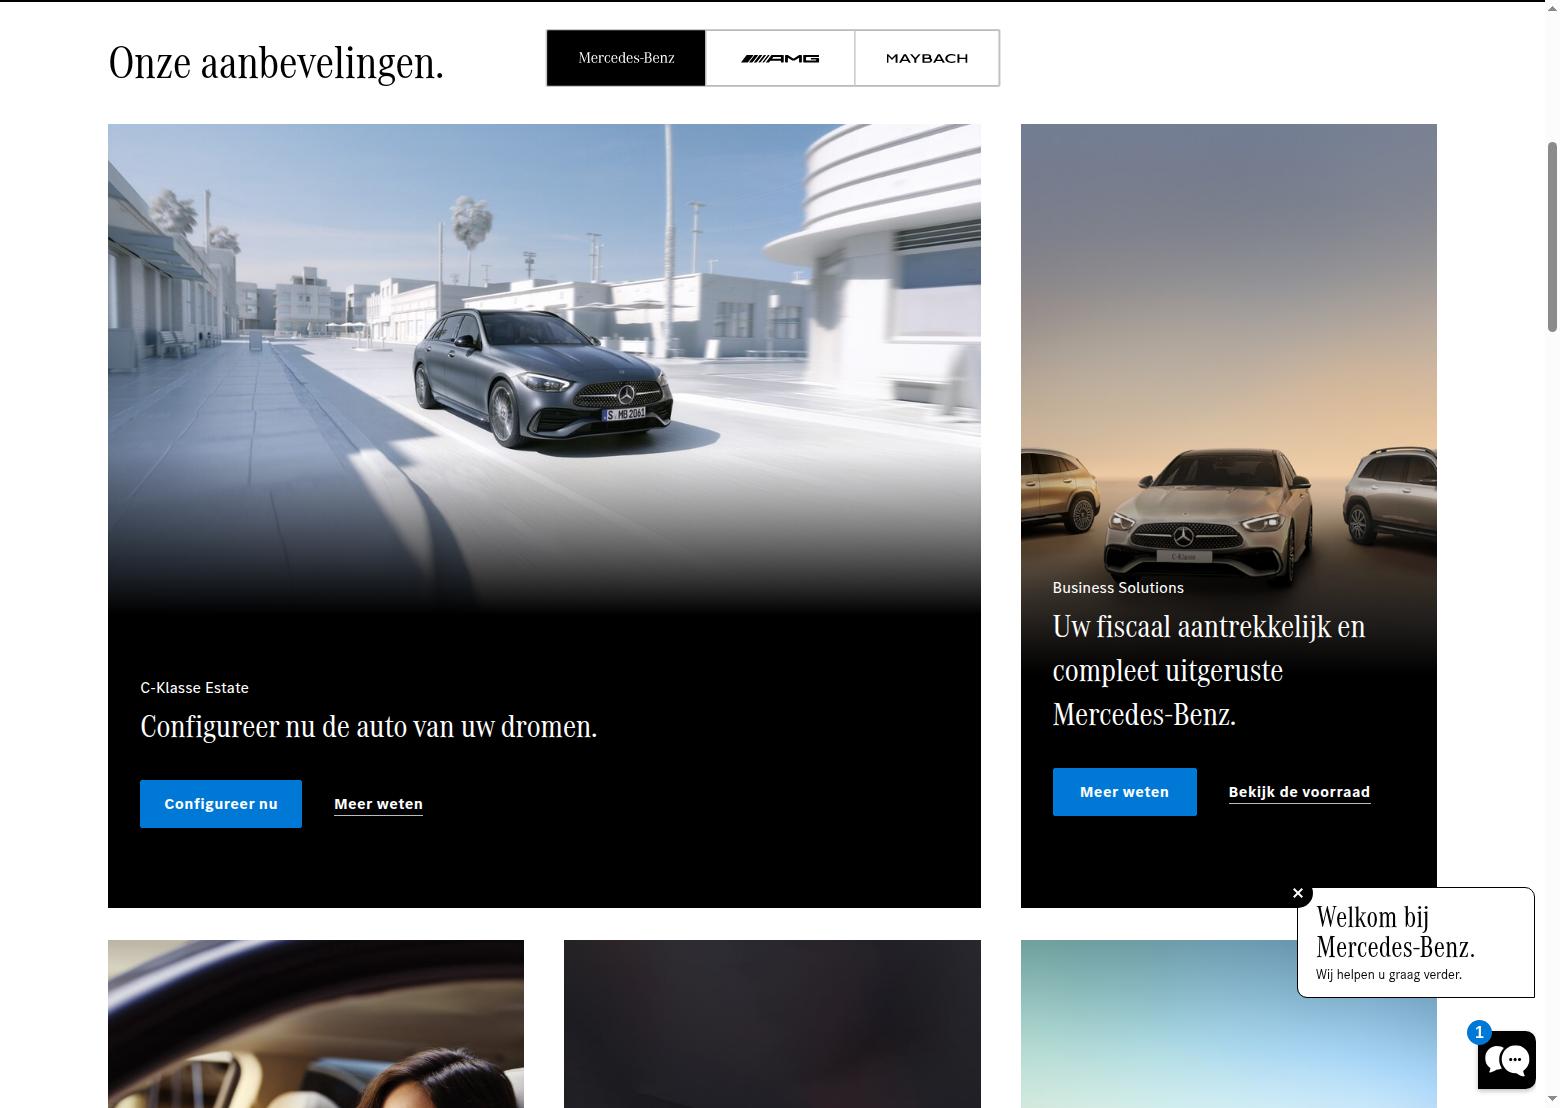 Onze aanbevelingen.
Mercedes-Benz
AMG
MAYBACH
S MB 2061
C-Klasse Estate
Configureer nu de auto van uw dromen.
Configureer nu
Meer weten
C-Klasse
Business Solutions
Uw fiscaal aantrekkelijk en
compleet uitgeruste
Mercedes-Benz.
Meer weten
Bekijk de voorraad
Welkom bij
Mercedes-Benz.
Wij helpen u graag verder.
1